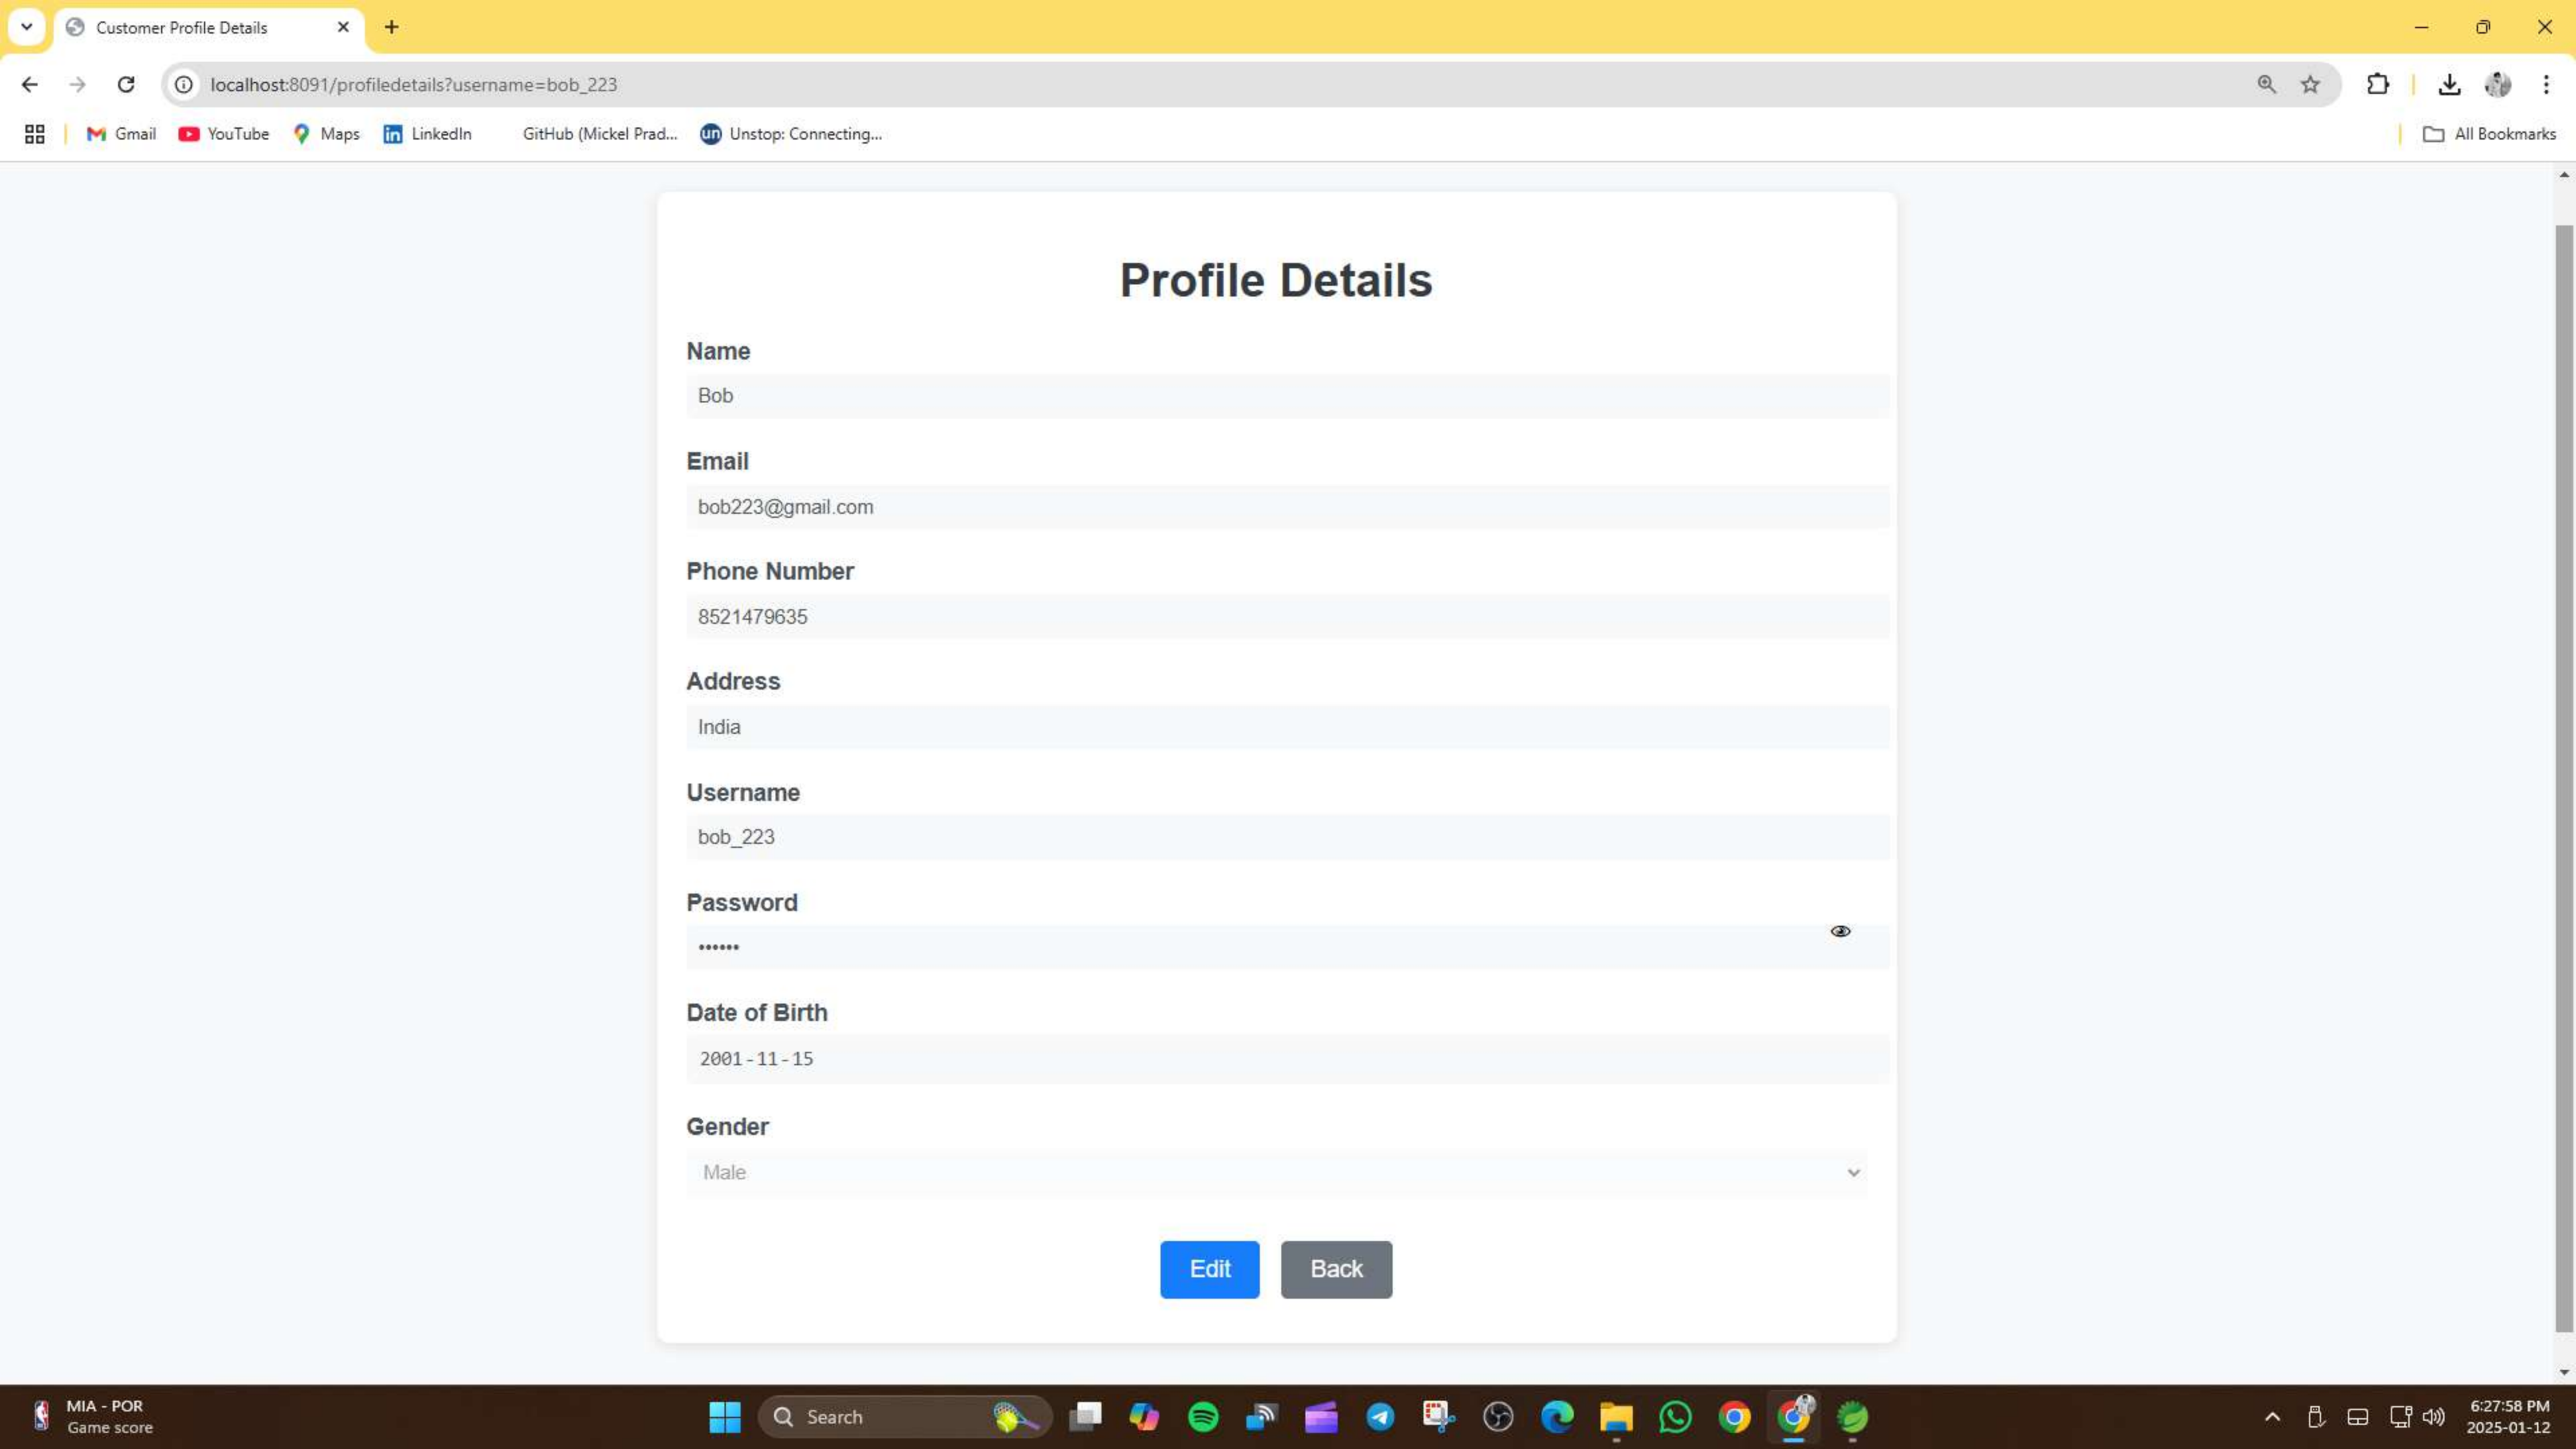 Customer Profile Details
localhost:8091/profiledetails?username=bob_223
Gmail YouTube Maps LinkedIn GitHub (Mickel Prad... Unstop: Connecting... All Bookmarks
Profile Details
Name
Bob
Email
bob223@gmail.com
Phone Number
8521479635
Address
India
Username
bob_223
Password
••••••
Date of Birth
2001-11-15
Gender
Male
Edit Back
MIA - POR
Game score
Search
6:27:58 PM
2025-01-12